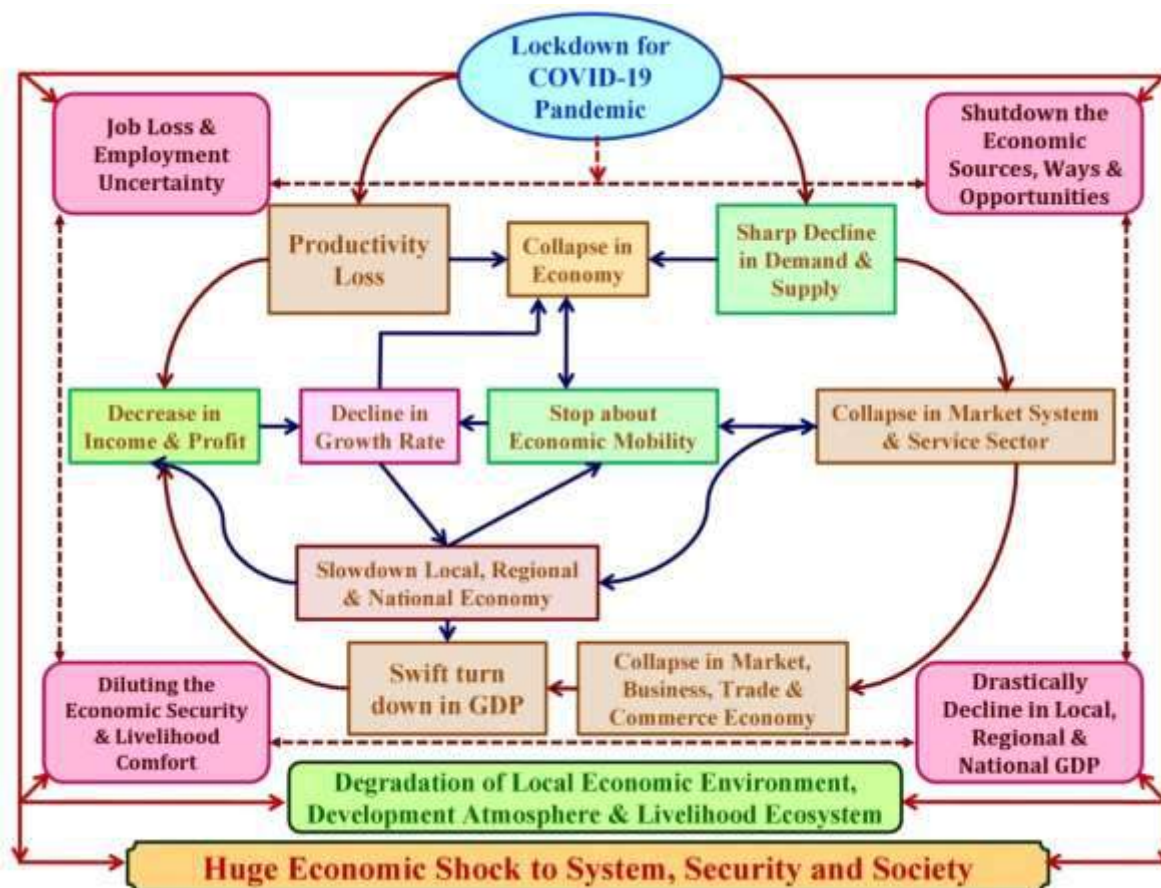 Lockdown for
COVID-19
Pandemic
Job Loss &
Employment
Uncertainty
Shutdown the
Economic
Sources, Ways &
Opportunities
Productivity
Loss
Collapse in
Economy
Sharp Decline
in Demand &
Supply
Decrease in
Income & Profit
Decline in
Growth Rate
Stop about
Economic Mobility
Collapse in Market System
& Service Sector
Slowdown Local, Regional
& National Economy
Swift turn
down in GDP
Collapse in Market,
Business, Trade &
Commerce Economy
Diluting the
Economic Security
& Livelihood
Comfort
Drastically
Decline in Local,
Regional &
National GDP
Degradation of Local Economic Environment,
Development Atmosphere & Livelihood Ecosystem
Huge Economic Shock to System, Security and Society